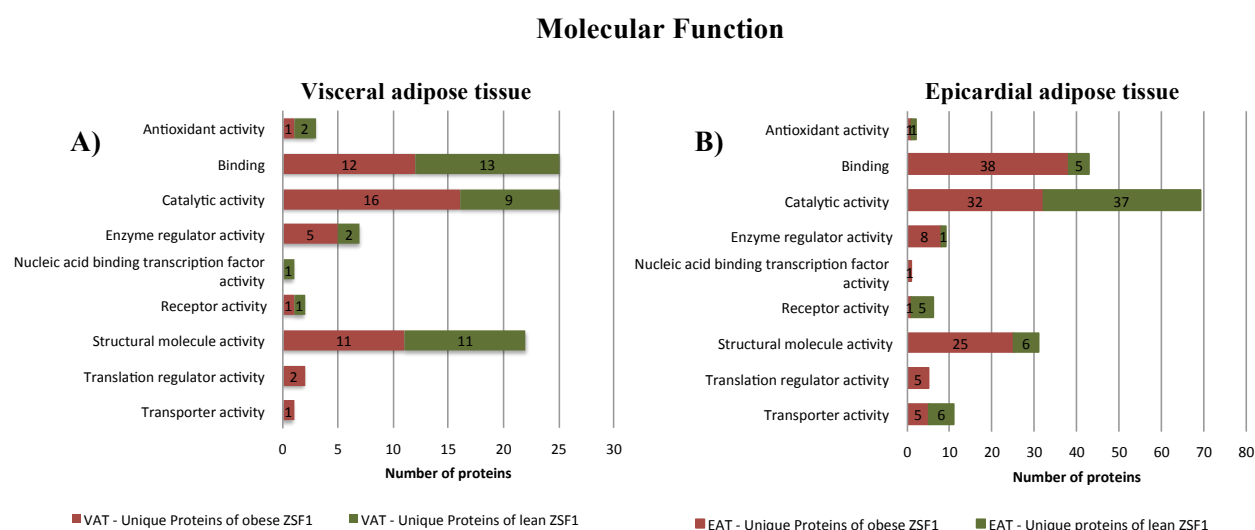 Molecular Function
Visceral adipose tissue
A)
Antioxidant activity
1 2
Binding
12 13
Catalytic activity
16 9
Enzyme regulator activity
5 2
Nucleic acid binding transcription factor
activity
1
Receptor activity
1 1
Structural molecule activity
11 11
Translation regulator activity
2
Transporter activity
1
0 5 10 15 20 25 30
Number of proteins
VAT - Unique Proteins of obese ZSF1 VAT - Unique Proteins of lean ZSF1
Epicardial adipose tissue
B)
Antioxidant activity
1 1
Binding
38 5
Catalytic activity
32 37
Enzyme regulator activity
8 1
Nucleic acid binding transcription factor
activity
1
Receptor activity
1 5
Structural molecule activity
25 6
Translation regulator activity
5
Transporter activity
5 6
0 10 20 30 40 50 60 70 80
Number of proteins
EAT - Unique Proteins of obese ZSF1 EAT - Unique proteins of lean ZSF1